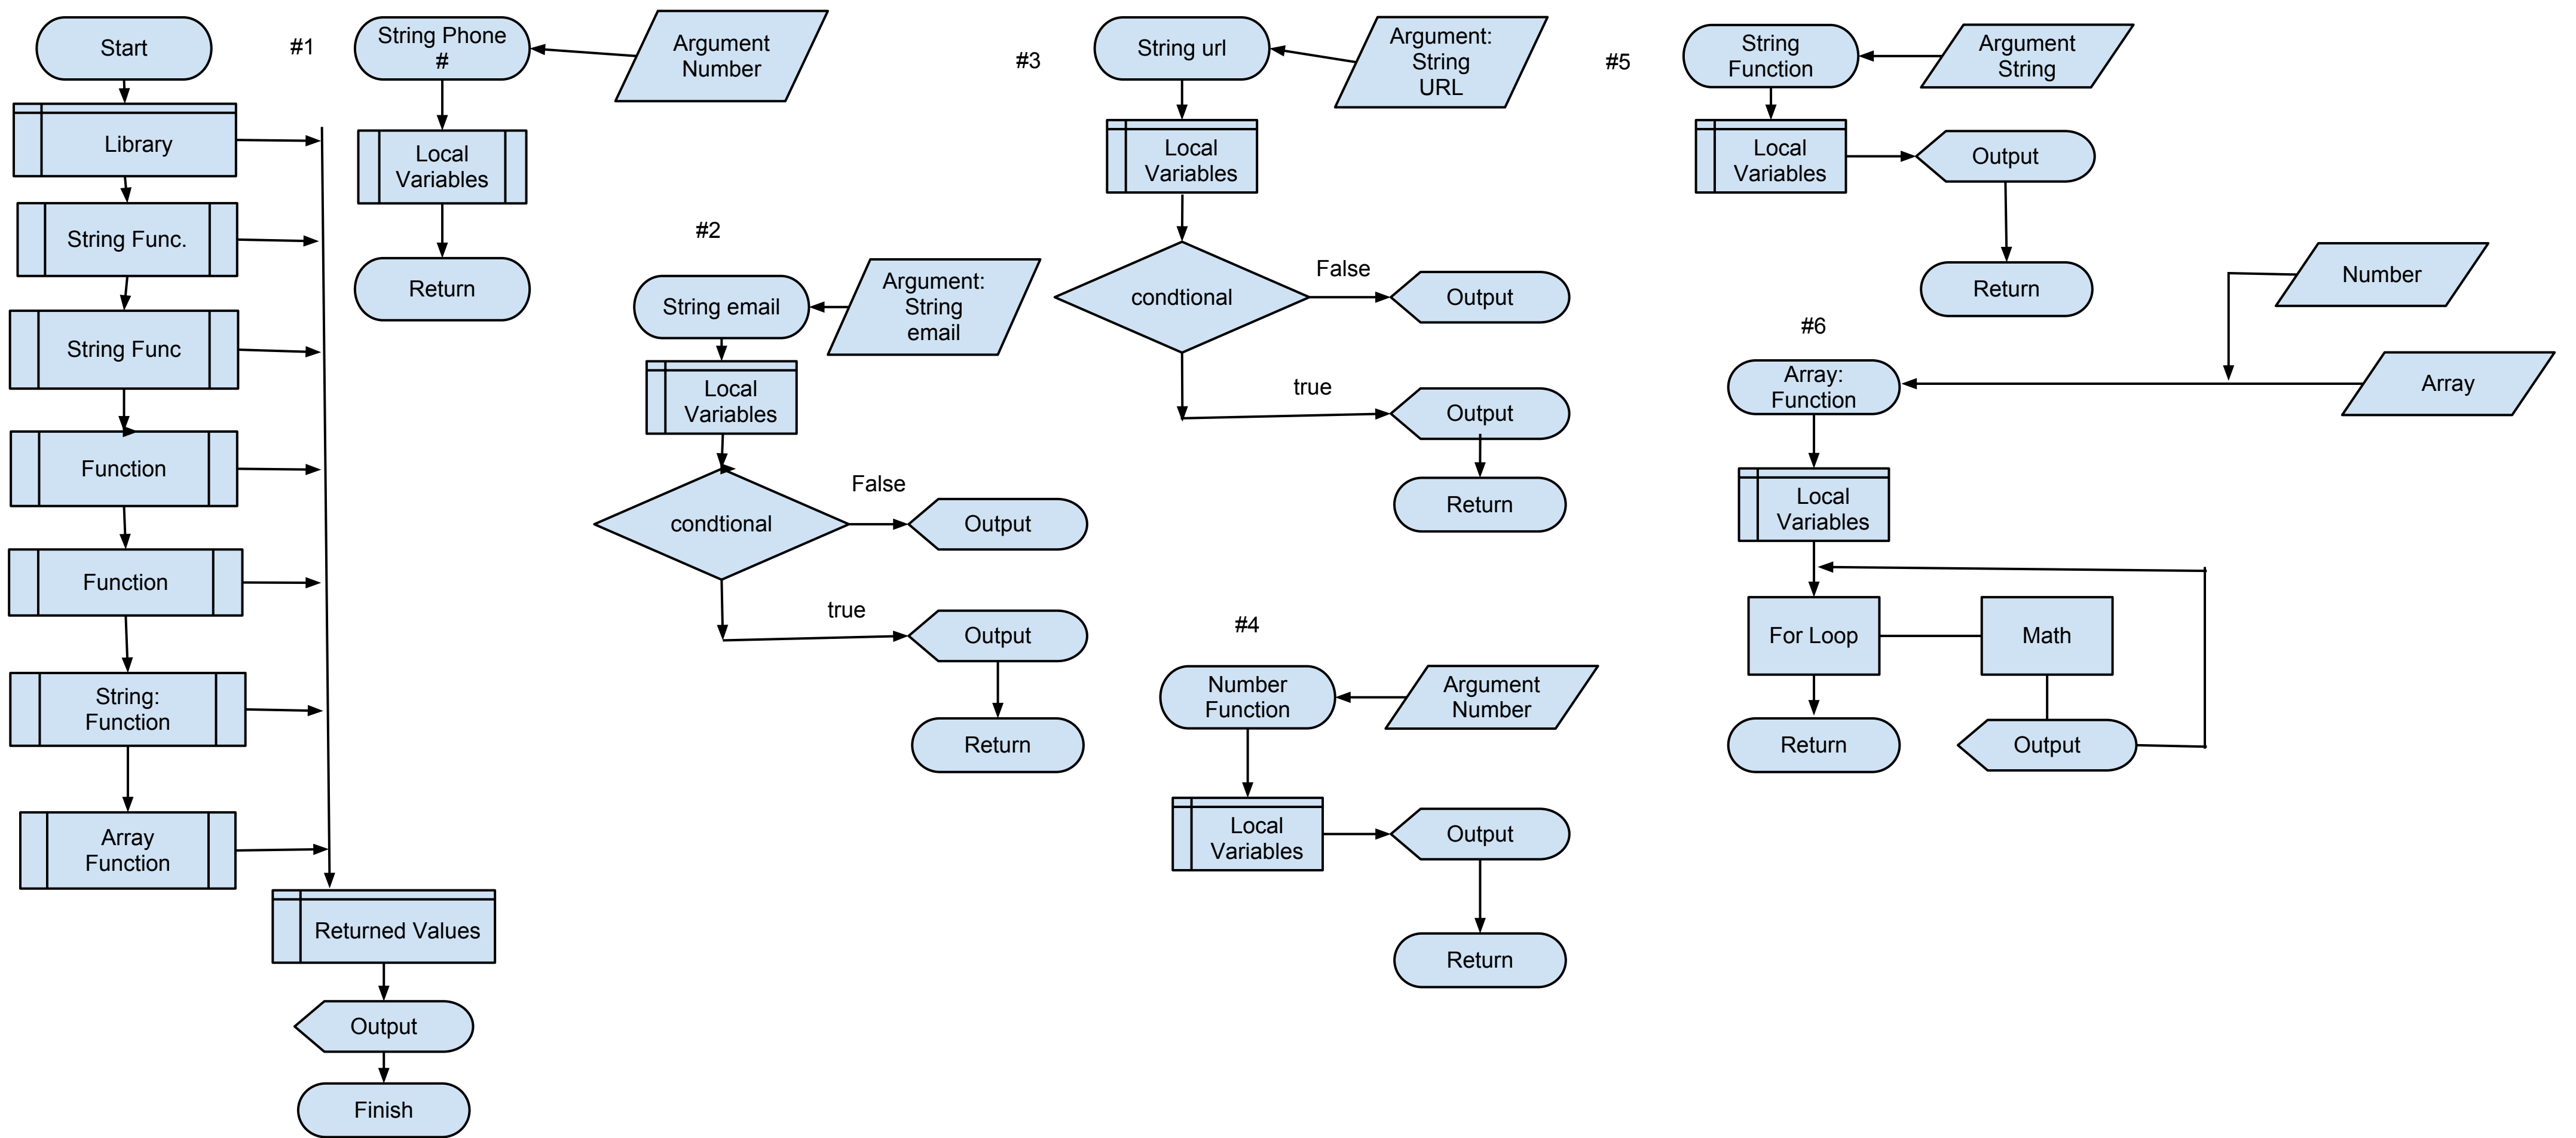 Start
Library
String Func.
String Func
Function
Function
String:
Function
Array
Function
Returned Values
Output
Finish
#1
String Phone
#
Argument
Number
Local
Variables
Return
#2
String email
Argument:
String
email
Local
Variables
condtional
False
Output
true
Output
Return
#3
String url
Argument:
String
URL
Local
Variables
condtional
False
Output
true
Output
Return
#4
Number
Function
Argument
Number
Local
Variables
Output
Return
#5
String
Function
Argument
String
Local
Variables
Output
Return
#6
Number
Array
Array:
Function
Local
Variables
For Loop
Math
Return
Output